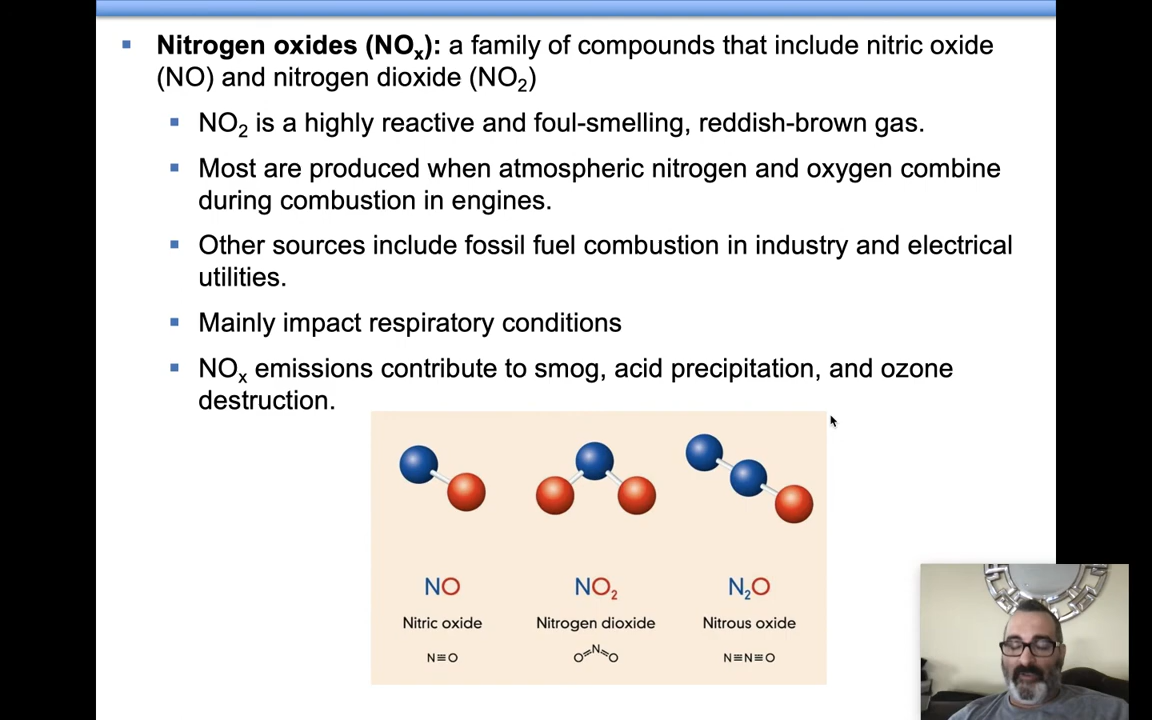 ▪ Nitrogen oxides (NOₓ): a family of compounds that include nitric oxide
(NO) and nitrogen dioxide (NO₂)
▪ NO₂ is a highly reactive and foul-smelling, reddish-brown gas.
▪ Most are produced when atmospheric nitrogen and oxygen combine
during combustion in engines.
▪ Other sources include fossil fuel combustion in industry and electrical
utilities.
▪ Mainly impact respiratory conditions
▪ NOₓ emissions contribute to smog, acid precipitation, and ozone
destruction.
NO NO₂ N₂O
Nitric oxide Nitrogen dioxide Nitrous oxide
N≡O O=N=O N≡N≡O